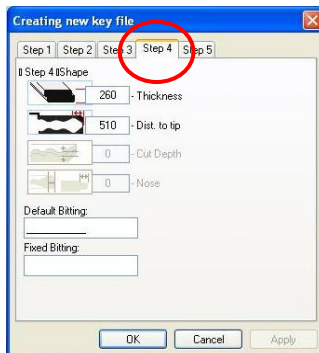 Creating new key file
Step 1 Step 2 Step 3 Step 4 Step 5
Step 4 Shape
260 - Thickness
510 - Dist. to tip
0 - Cut Depth
0 - Nose
Default Bitting:
Fixed Bitting:
OK Cancel Apply